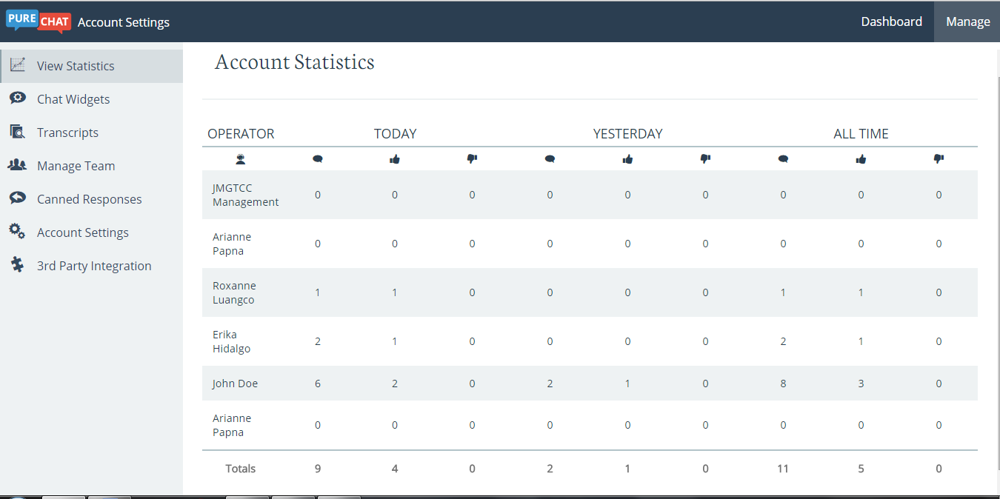 PURE CHAT Account Settings Dashboard Manage
View Statistics
Chat Widgets
Transcripts
Manage Team
Canned Responses
Account Settings
3rd Party Integration
Account Statistics
OPERATOR TODAY YESTERDAY ALL TIME
JMGTCC
Management
0 0 0 0 0 0 0 0 0
Arianne
Papna
0 0 0 0 0 0 0 0 0
Roxanne
Luangco
1 1 0 0 0 0 1 1 0
Erika
Hidalgo
2 1 0 0 0 0 2 1 0
John Doe 6 2 0 2 1 0 8 3 0
Arianne
Papna
0 0 0 0 0 0 0 0 0
Totals 9 4 0 2 1 0 11 5 0